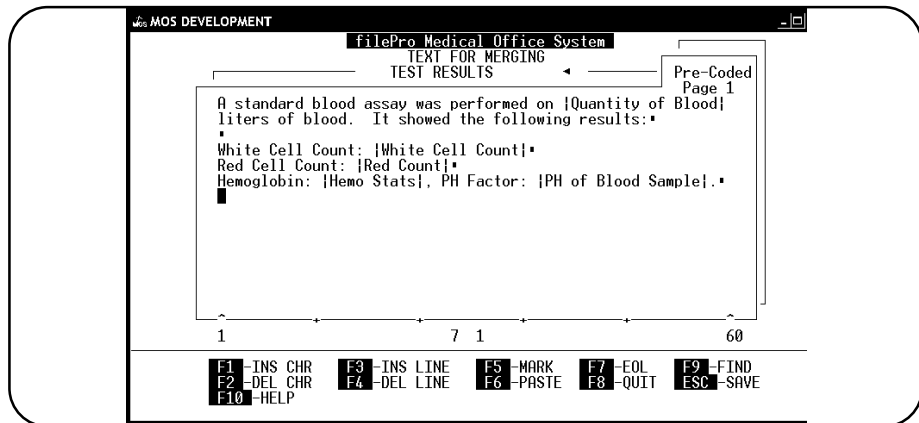 MOS MOS DEVELOPMENT
filePro Medical Office System
TEXT FOR MERGING
TEST RESULTS
Pre-Coded
Page 1
A standard blood assay was performed on |Quantity of Blood|
liters of blood.  It showed the following results:
White Cell Count: |White Cell Count|
Red Cell Count: |Red Count|
Hemoglobin: |Hemo Stats|, PH Factor: |PH of Blood Sample|.
1 7 1 60
F1 -INS CHR F3 -INS LINE F5 -MARK F7 -EOL F9 -FIND
F2 -DEL CHR F4 -DEL LINE F6 -PASTE F8 -QUIT ESC -SAVE
F10 -HELP